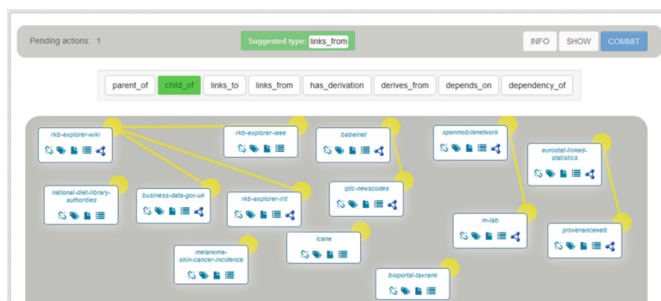 Pending actions: 1
Suggested type: links_from
INFO SHOW COMMIT
parent_of child_of links_to links_from has_derivation derives_from depends_on dependency_of
rkb-explorer-wiki
rkb-explorer-ieee
babelnet
openmobilenetwork
eurostat-linked-
statistics
national-diet-library-
authorities
business-data-gov-uk
rkb-explorer-irit
iptc-newscodes
m-lab
provenanceweb
icane
melanoma-
skin-cancer-incidence
bioportal-taxrank